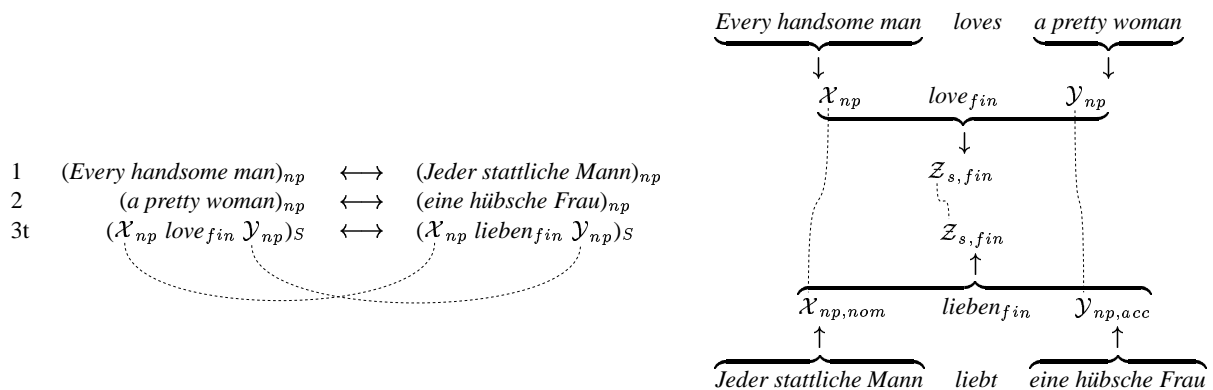 1 (Every handsome man)np ⟷ (Jeder stattliche Mann)np
2 (a pretty woman)np ⟷ (eine hübsche Frau)np
3t (𝒳np lovefin 𝒴np)S ⟷ (𝒳np liebenfin 𝒴np)S
Every handsome man loves a pretty woman
𝒳np lovefin 𝒴np
𝒵s,fin
𝒵s,fin
𝒳np,nom liebenfin 𝒴np,acc
Jeder stattliche Mann liebt eine hübsche Frau